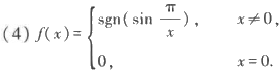 (4) f(x) = { sgn(sin π/x), x≠0,
0, x=0.